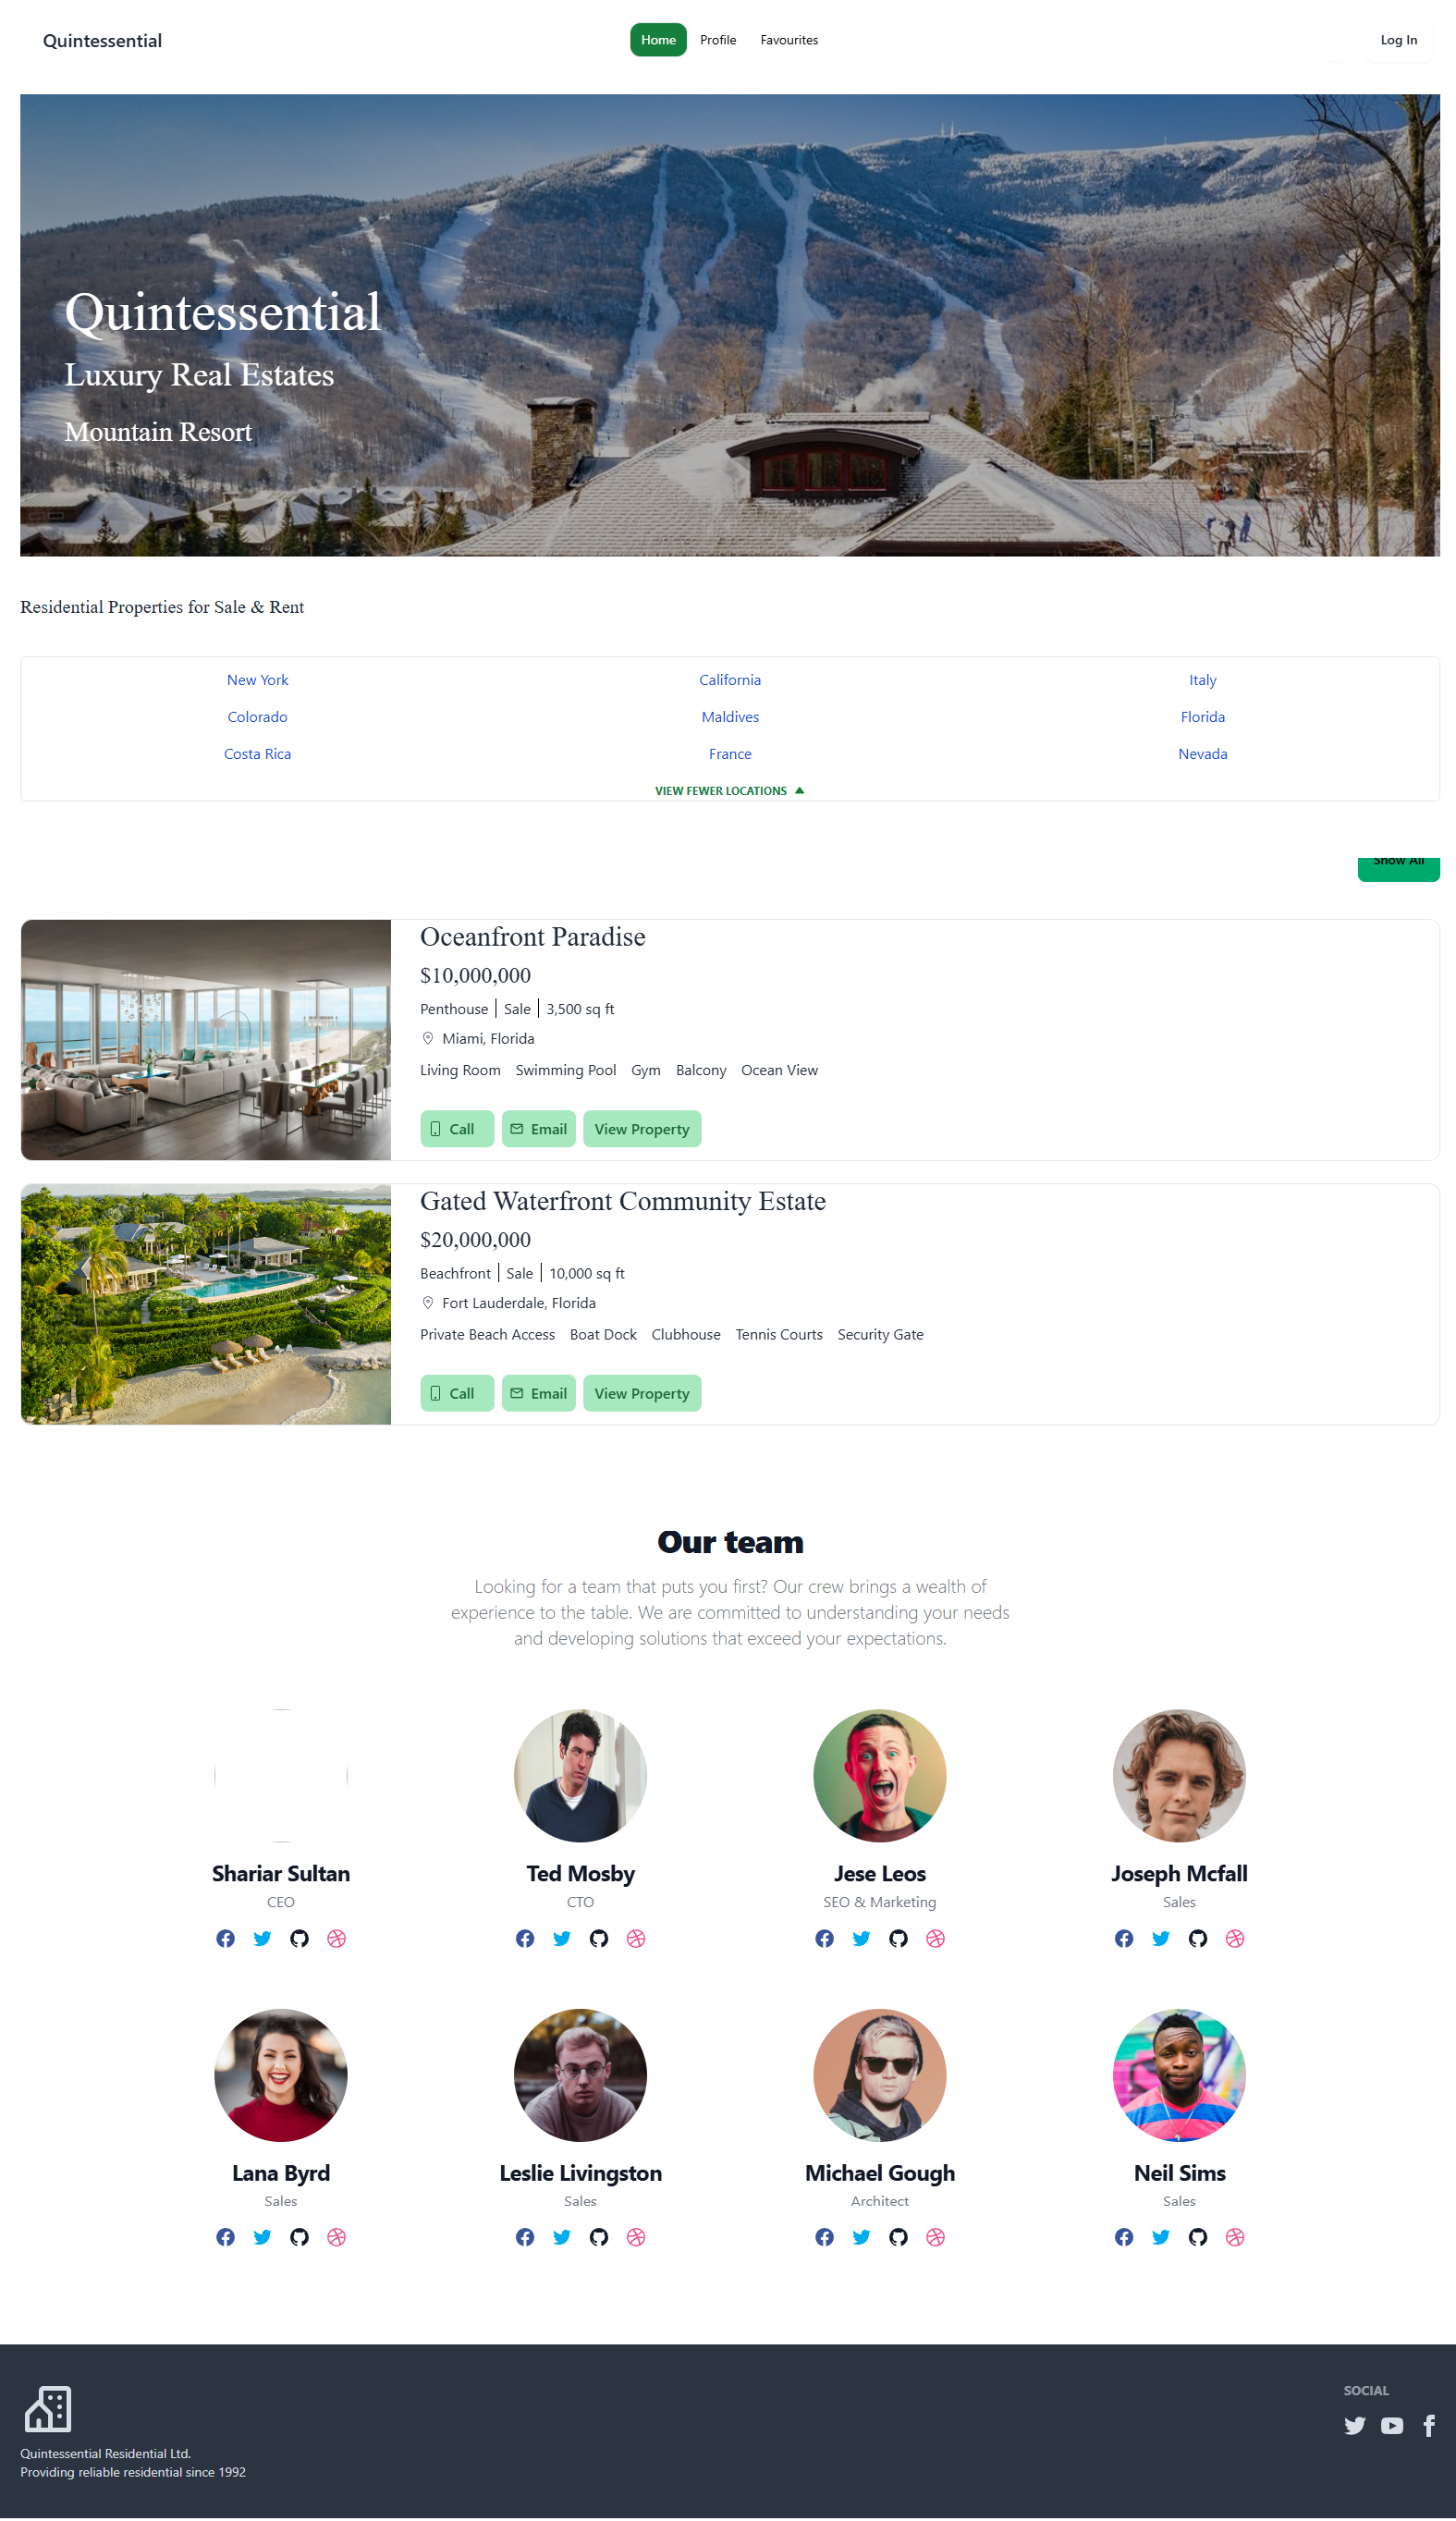 Quintessential
Home Profile Favourites
Log In
Quintessential
Luxury Real Estates
Mountain Resort
Residential Properties for Sale & Rent
New York California Italy
Colorado Maldives Florida
Costa Rica France Nevada
VIEW FEWER LOCATIONS
Show All
Oceanfront Paradise
$10,000,000
Penthouse Sale 3,500 sq ft
Miami, Florida
Living Room Swimming Pool Gym Balcony Ocean View
Call Email View Property
Gated Waterfront Community Estate
$20,000,000
Beachfront Sale 10,000 sq ft
Fort Lauderdale, Florida
Private Beach Access Boat Dock Clubhouse Tennis Courts Security Gate
Call Email View Property
Our team
Looking for a team that puts you first? Our crew brings a wealth of
experience to the table. We are committed to understanding your needs
and developing solutions that exceed your expectations.
Shariar Sultan Ted Mosby Jese Leos Joseph Mcfall
CEO CTO SEO & Marketing Sales
Lana Byrd Leslie Livingston Michael Gough Neil Sims
Sales Sales Architect Sales
SOCIAL
Quintessential Residential Ltd.
Providing reliable residential since 1992